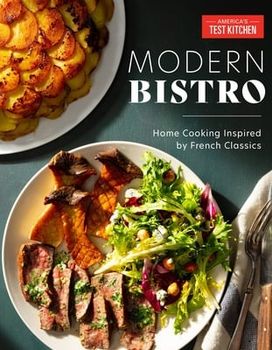 AMERICA'S
TEST KITCHEN
MODERN
BISTRO
Home Cooking Inspired
by French Classics